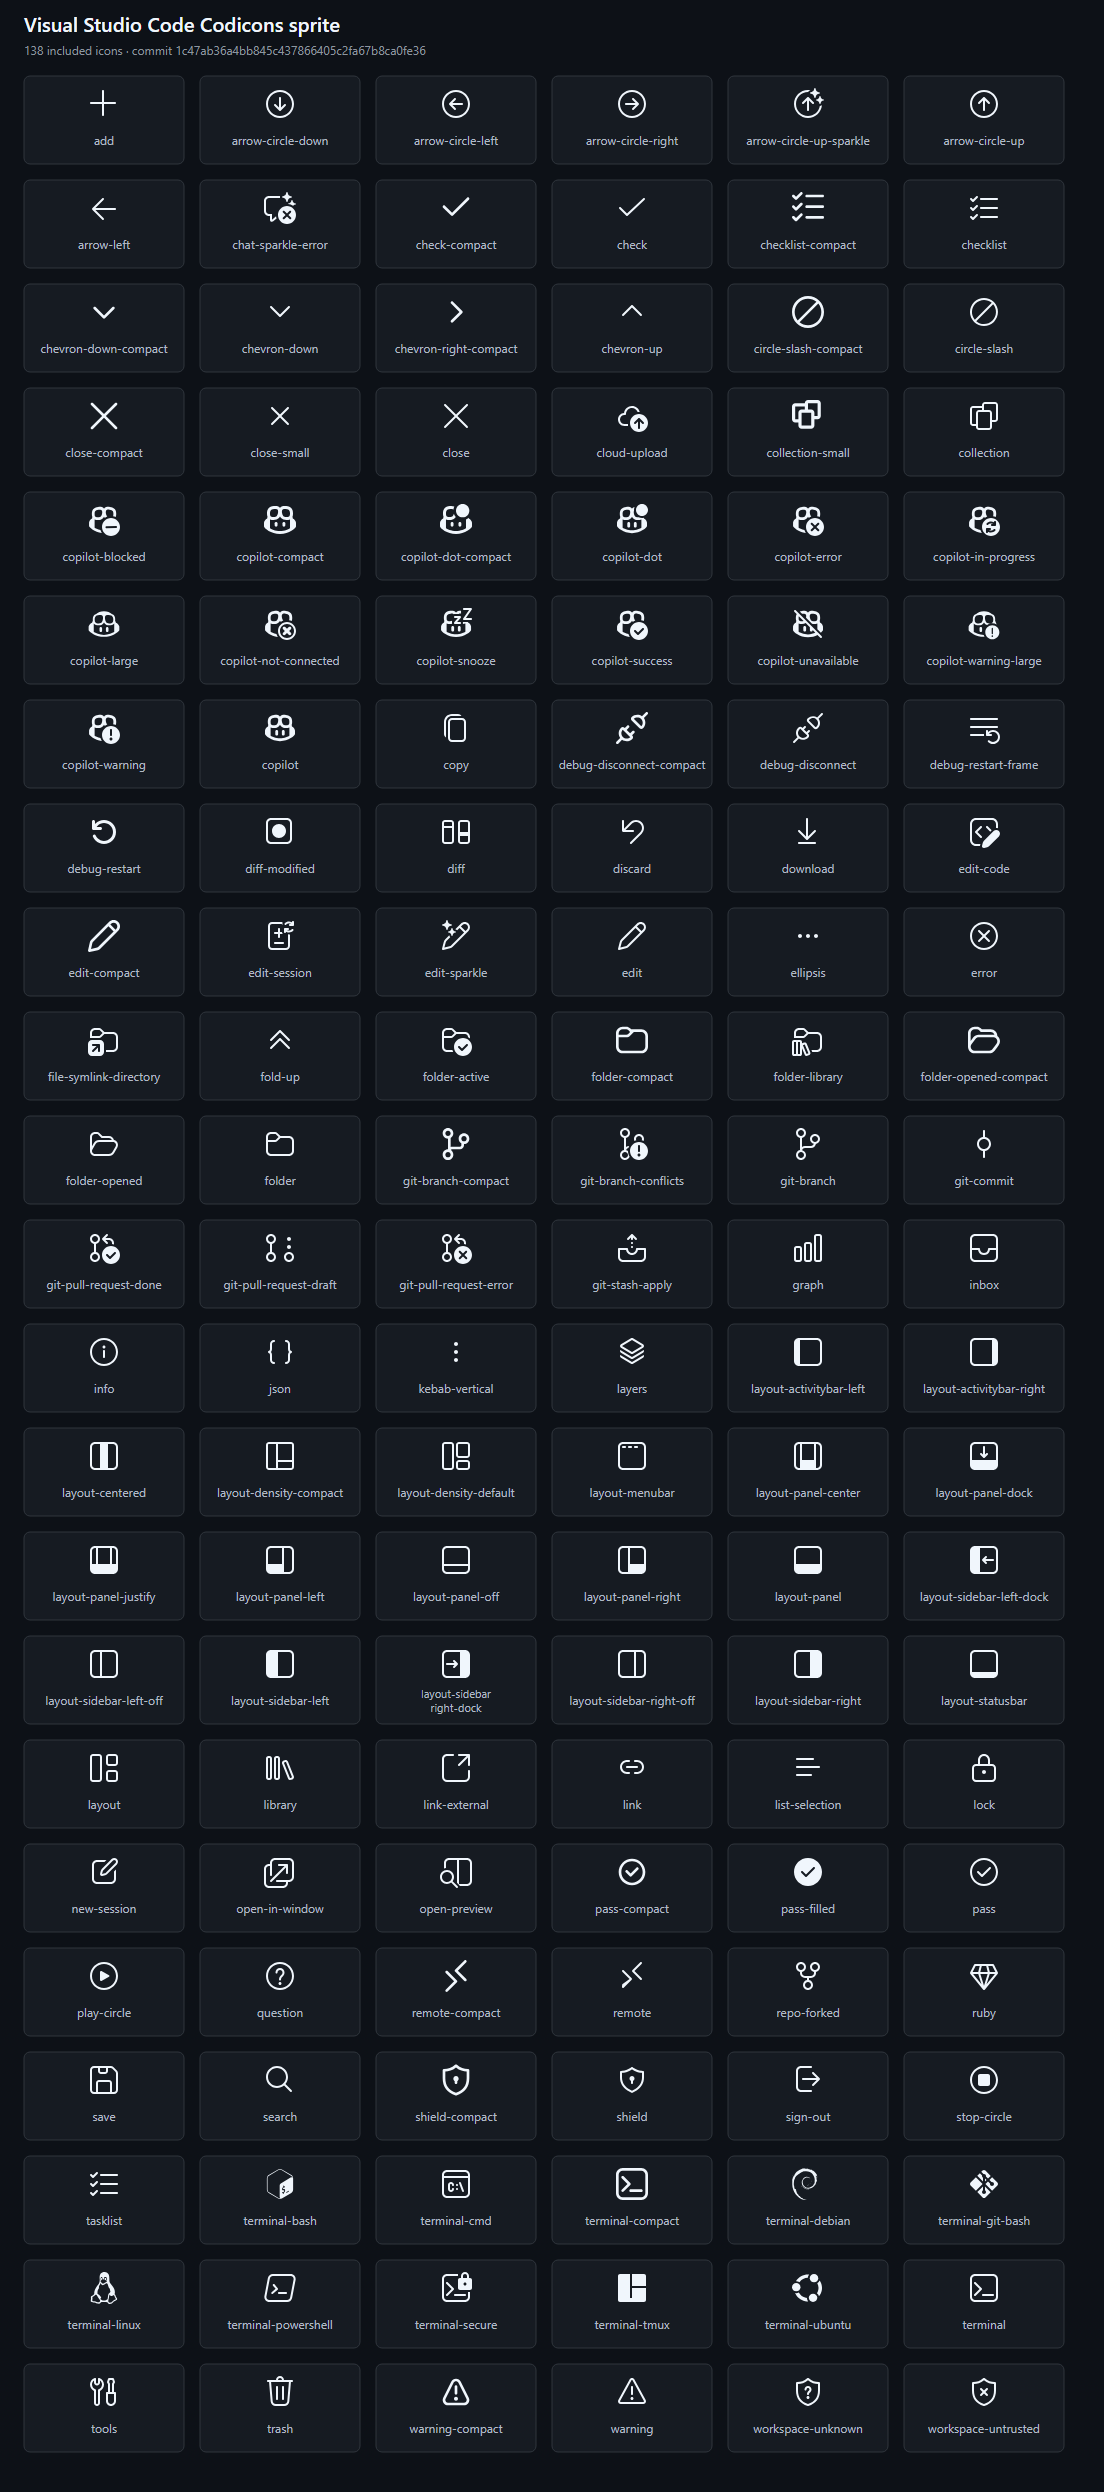 Visual Studio Code Codicons sprite
138 included icons · commit 1c47ab36a4bb845c437866405c2fa67b8ca0fe36
add
arrow-circle-down
arrow-circle-left
arrow-circle-right
arrow-circle-up-sparkle
arrow-circle-up
arrow-left
chat-sparkle-error
check-compact
check
checklist-compact
checklist
chevron-down-compact
chevron-down
chevron-right-compact
chevron-up
circle-slash-compact
circle-slash
close-compact
close-small
close
cloud-upload
collection-small
collection
copilot-blocked
copilot-compact
copilot-dot-compact
copilot-dot
copilot-error
copilot-in-progress
copilot-large
copilot-not-connected
copilot-snooze
copilot-success
copilot-unavailable
copilot-warning-large
copilot-warning
copilot
copy
debug-disconnect-compact
debug-disconnect
debug-restart-frame
debug-restart
diff-modified
diff
discard
download
edit-code
edit-compact
edit-session
edit-sparkle
edit
ellipsis
error
file-symlink-directory
fold-up
folder-active
folder-compact
folder-library
folder-opened-compact
folder-opened
folder
git-branch-compact
git-branch-conflicts
git-branch
git-commit
git-pull-request-done
git-pull-request-draft
git-pull-request-error
git-stash-apply
graph
inbox
info
json
kebab-vertical
layers
layout-activitybar-left
layout-activitybar-right
layout-centered
layout-density-compact
layout-density-default
layout-menubar
layout-panel-center
layout-panel-dock
layout-panel-justify
layout-panel-left
layout-panel-off
layout-panel-right
layout-panel
layout-sidebar-left-dock
layout-sidebar-left-off
layout-sidebar-left
layout-sidebar
right-dock
layout-sidebar-right-off
layout-sidebar-right
layout-statusbar
layout
library
link-external
link
list-selection
lock
new-session
open-in-window
open-preview
pass-compact
pass-filled
pass
play-circle
question
remote-compact
remote
repo-forked
ruby
save
search
shield-compact
shield
sign-out
stop-circle
tasklist
terminal-bash
C:\
terminal-cmd
terminal-compact
terminal-debian
terminal-git-bash
terminal-linux
terminal-powershell
terminal-secure
terminal-tmux
terminal-ubuntu
terminal
tools
trash
warning-compact
warning
workspace-unknown
workspace-untrusted